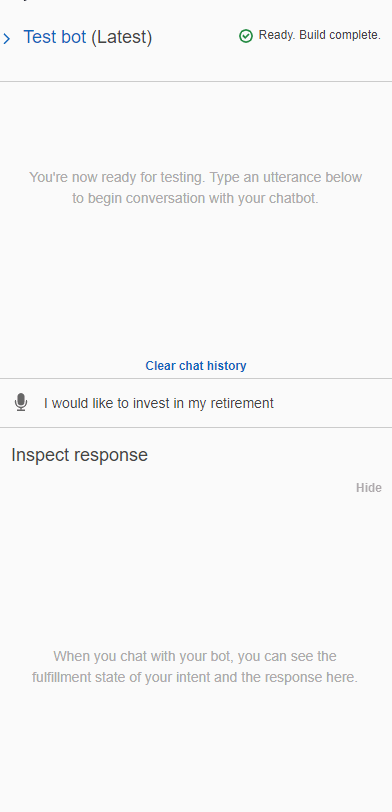 Test bot (Latest)
Ready. Build complete.
You're now ready for testing. Type an utterance below
to begin conversation with your chatbot.
Clear chat history
I would like to invest in my retirement
Inspect response
Hide
When you chat with your bot, you can see the
fulfillment state of your intent and the response here.